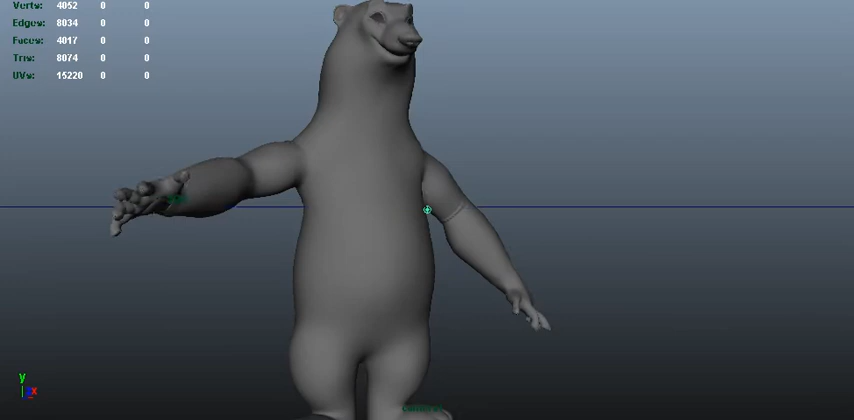 Verts: 4052 0 0
Edges: 8034 0 0
Faces: 4017 0 0
Tris: 8074 0 0
UVs: 15220 0 0
y
x